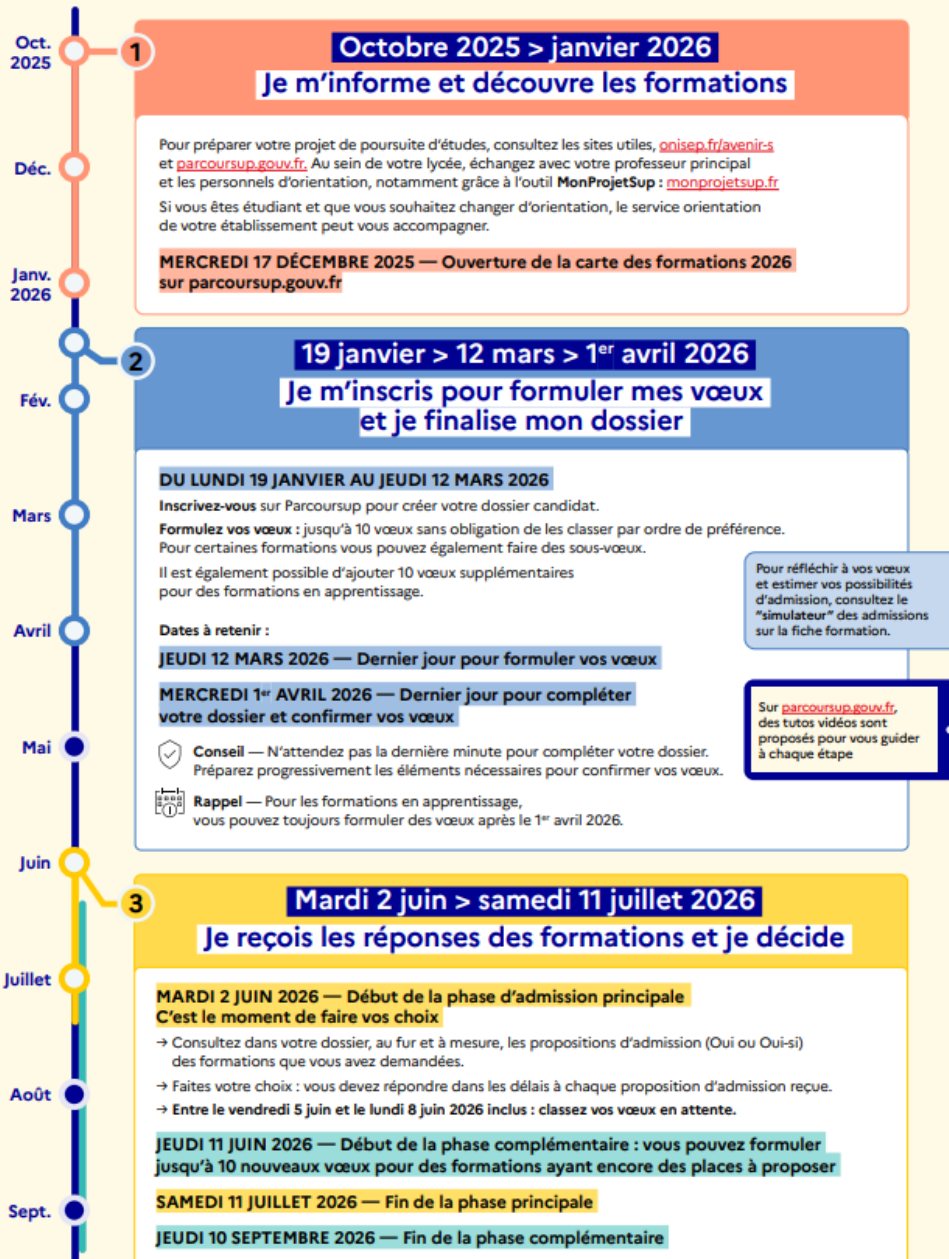 Oct.
2025
Déc.
Janv.
2026
Fév.
Mars
Avril
Mai
Juin
Juillet
Août
Sept.
1
Octobre 2025 > janvier 2026
Je m’informe et découvre les formations
Pour préparer votre projet de poursuite d’études, consultez les sites utiles, onisep.fr/avenir-s
et parcoursup.gouv.fr. Au sein de votre lycée, échangez avec votre professeur principal
et les personnels d’orientation, notamment grâce à l’outil MonProjetSup : monprojetsup.fr
Si vous êtes étudiant et que vous souhaitez changer d’orientation, le service orientation
de votre établissement peut vous accompagner.
MERCREDI 17 DÉCEMBRE 2025 — Ouverture de la carte des formations 2026
sur parcoursup.gouv.fr
2
19 janvier > 12 mars > 1er avril 2026
Je m’inscris pour formuler mes vœux
et je finalise mon dossier
DU LUNDI 19 JANVIER AU JEUDI 12 MARS 2026
Inscrivez-vous sur Parcoursup pour créer votre dossier candidat.
Formulez vos vœux : jusqu’à 10 vœux sans obligation de les classer par ordre de préférence.
Pour certaines formations vous pouvez également faire des sous-vœux.
Il est également possible d’ajouter 10 vœux supplémentaires
pour des formations en apprentissage.
Dates à retenir :
JEUDI 12 MARS 2026 — Dernier jour pour formuler vos vœux
MERCREDI 1er AVRIL 2026 — Dernier jour pour compléter
votre dossier et confirmer vos vœux
Conseil — N’attendez pas la dernière minute pour compléter votre dossier.
Préparez progressivement les éléments nécessaires pour confirmer vos vœux.
Rappel — Pour les formations en apprentissage,
vous pouvez toujours formuler des vœux après le 1er avril 2026.
Pour réfléchir à vos vœux
et estimer vos possibilités
d’admission, consultez le
“simulateur” des admissions
sur la fiche formation.
Sur parcoursup.gouv.fr,
des tutos vidéos sont
proposés pour vous guider
à chaque étape
3
Mardi 2 juin > samedi 11 juillet 2026
Je reçois les réponses des formations et je décide
MARDI 2 JUIN 2026 — Début de la phase d’admission principale
C’est le moment de faire vos choix
→ Consultez dans votre dossier, au fur et à mesure, les propositions d’admission (Oui ou Oui-si)
des formations que vous avez demandées.
→ Faites votre choix : vous devez répondre dans les délais à chaque proposition d’admission reçue.
→ Entre le vendredi 5 juin et le lundi 8 juin 2026 inclus : classez vos vœux en attente.
JEUDI 11 JUIN 2026 — Début de la phase complémentaire : vous pouvez formuler
jusqu’à 10 nouveaux vœux pour des formations ayant encore des places à proposer
SAMEDI 11 JUILLET 2026 — Fin de la phase principale
JEUDI 10 SEPTEMBRE 2026 — Fin de la phase complémentaire